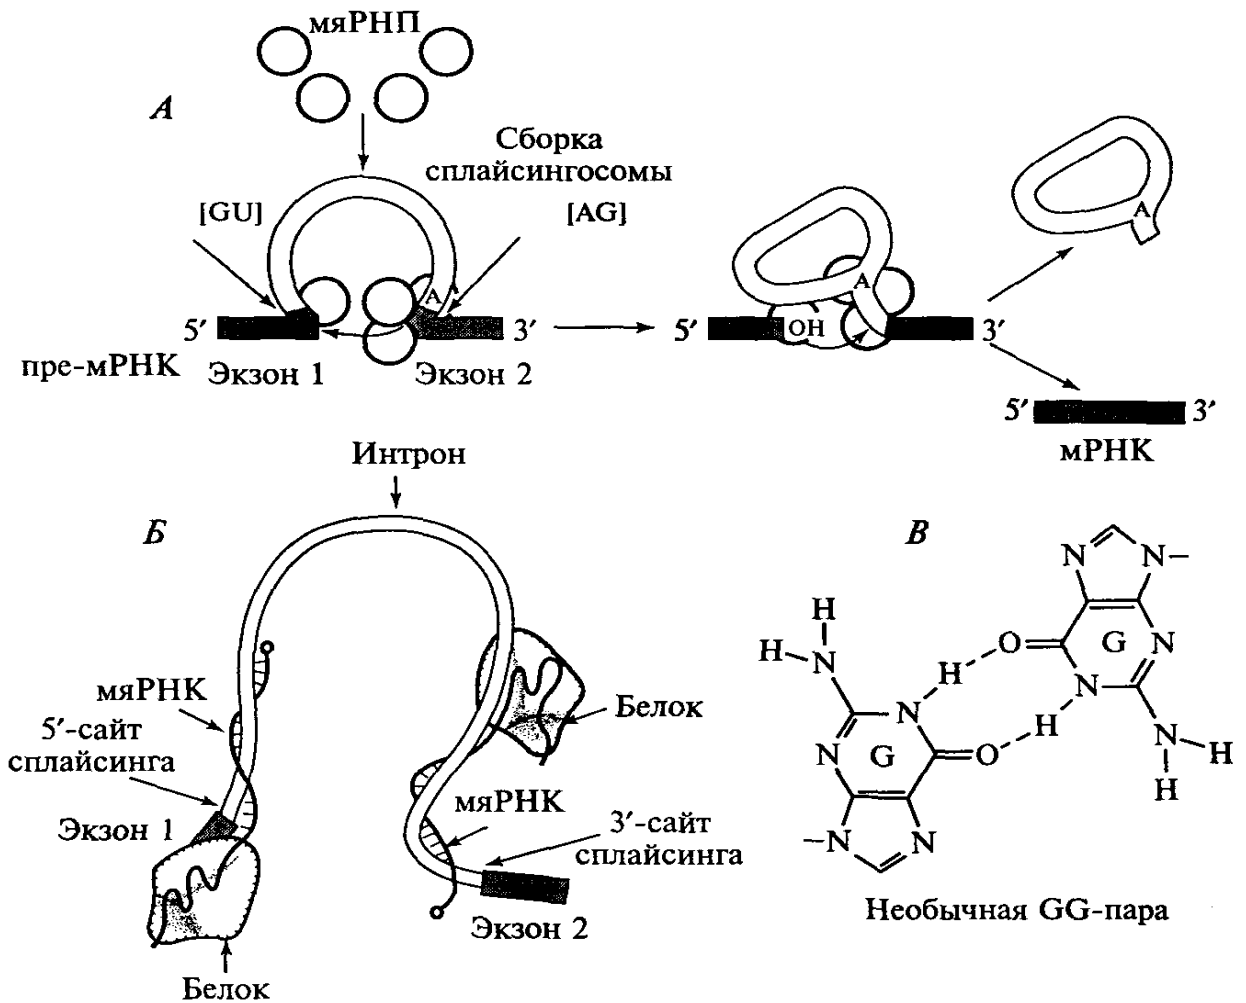 мяРНП
А
Сборка
сплайсингосомы
[GU]
[AG]
А
А
А
5′
3′
5′
ОН
3′
пре-мРНК
Экзон 1
Экзон 2
5′
3′
мРНК
Интрон
Б
мяРНК
5′-сайт
сплайсинга
Экзон 1
Белок
Белок
мяРНК
3′-сайт
сплайсинга
Экзон 2
В
N
N–
H
O
G
N
H–N
H
N
N
H
G
O
H
N
N–H
H
N
–N
N
Необычная GG-пара